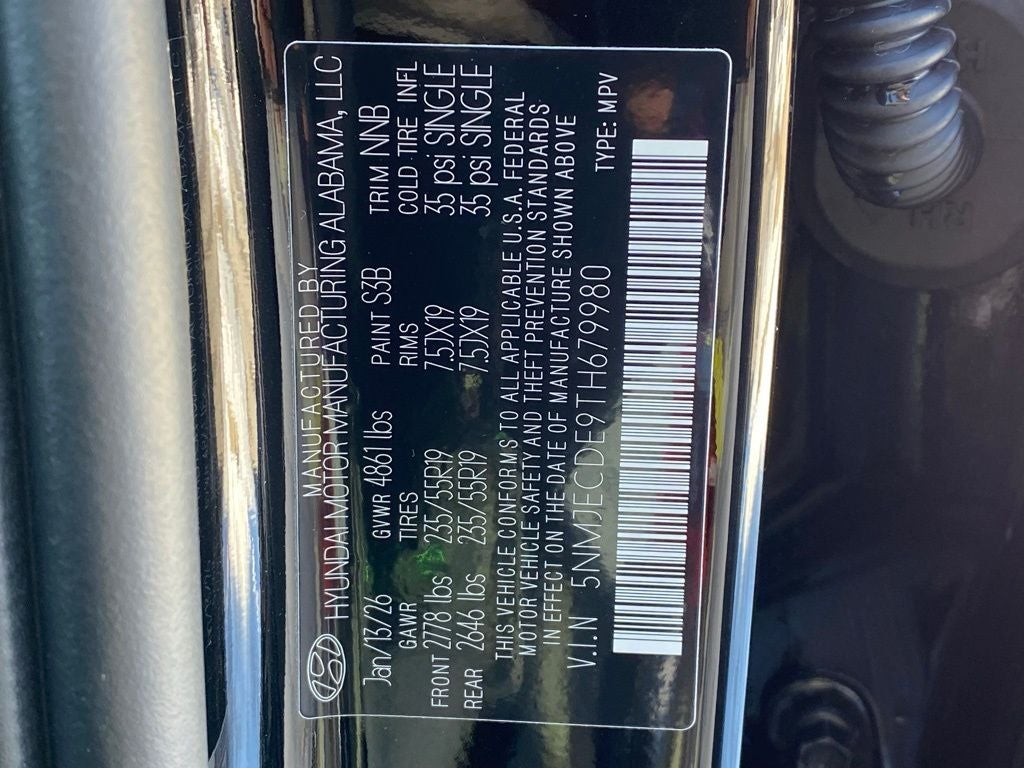 MANUFACTURED BY
HYUNDAI MOTOR MANUFACTURING ALABAMA, LLC
Jan/13/26 GVWR 4861 lbs PAINT S3B TRIM NNB
GAWR TIRES RIMS COLD TIRE INFL
FRONT 2778 lbs 235/55R19 7.5JX19 35 psi SINGLE
REAR 2646 lbs 235/55R19 7.5JX19 35 psi SINGLE
THIS VEHICLE CONFORMS TO ALL APPLICABLE U.S.A. FEDERAL
MOTOR VEHICLE SAFETY AND THEFT PREVENTION STANDARDS
IN EFFECT ON THE DATE OF MANUFACTURE SHOWN ABOVE
V.I.N 5NMJECDE9TH679980 TYPE: MPV